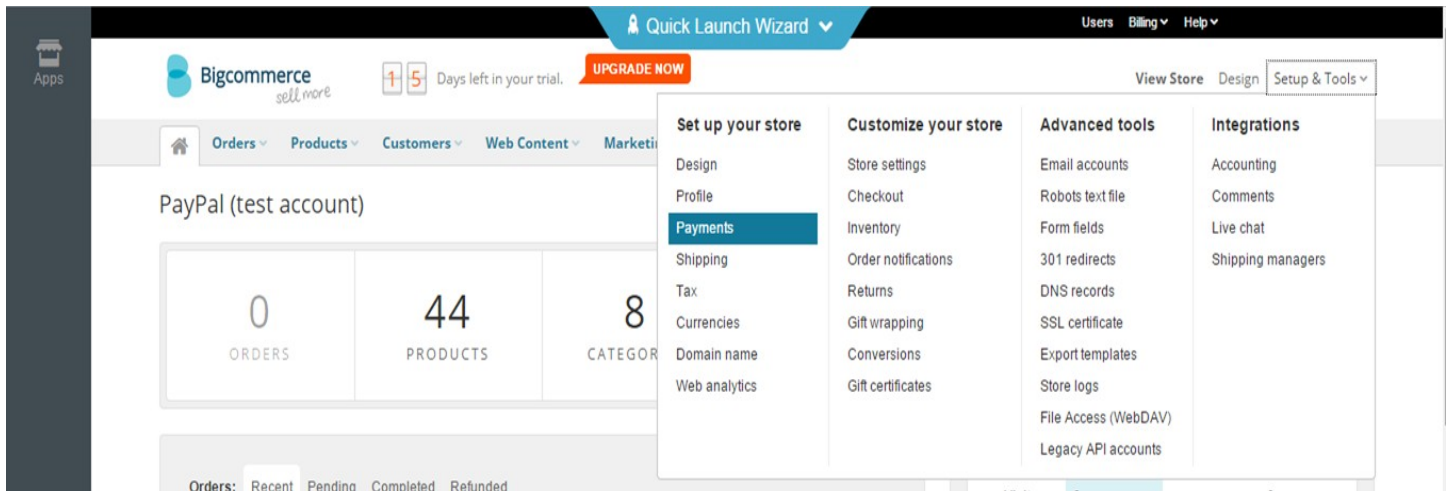 Quick Launch Wizard
Users Billing Help
Apps
Bigcommerce
sell more
15 Days left in your trial.
UPGRADE NOW
View Store Design Setup & Tools
Orders Products Customers Web Content
PayPal (test account)
0
ORDERS
44
PRODUCTS
8
Set up your store
Design
Profile
Payments
Shipping
Tax
Currencies
Domain name
Web analytics
Customize your store
Store settings
Checkout
Inventory
Order notifications
Returns
Gift wrapping
Conversions
Gift certificates
Advanced tools
Email accounts
Robots text file
Form fields
301 redirects
DNS records
SSL certificate
Export templates
Store logs
File Access (WebDAV)
Legacy API accounts
Integrations
Accounting
Comments
Live chat
Shipping managers
Orders: Recent Pending Completed Refunded